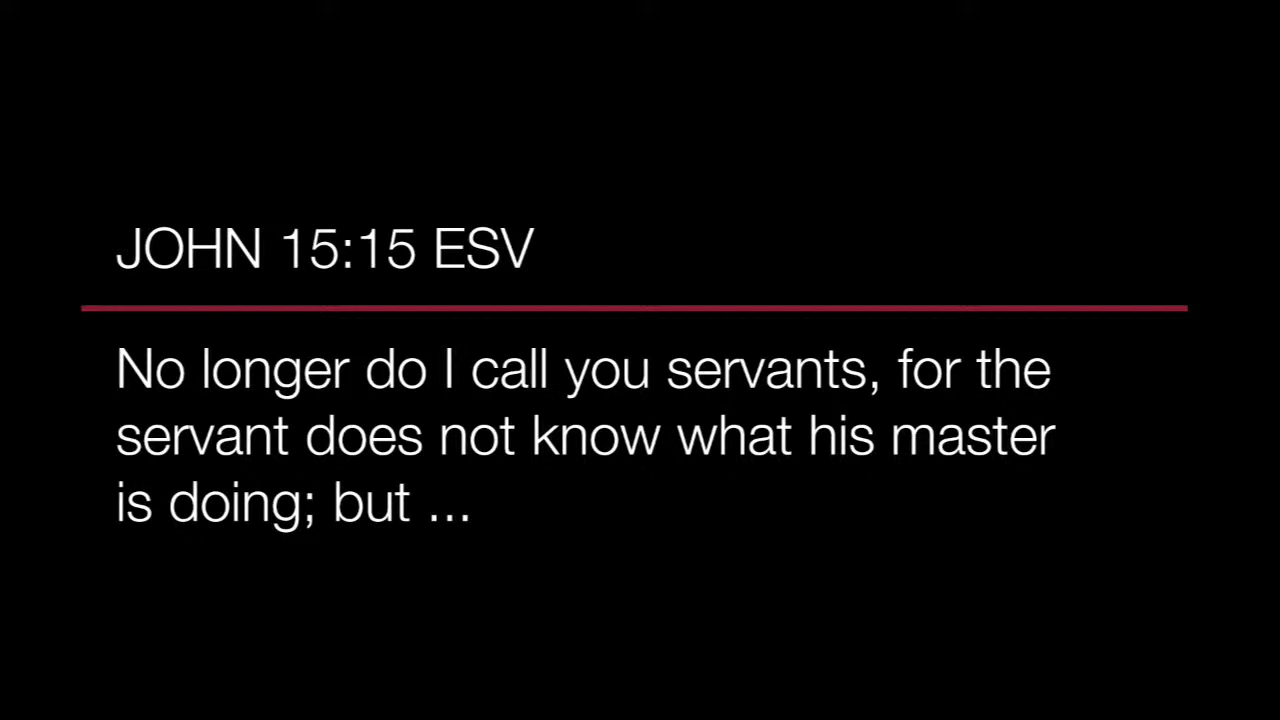 JOHN 15:15 ESV
No longer do I call you servants, for the
servant does not know what his master
is doing; but ...